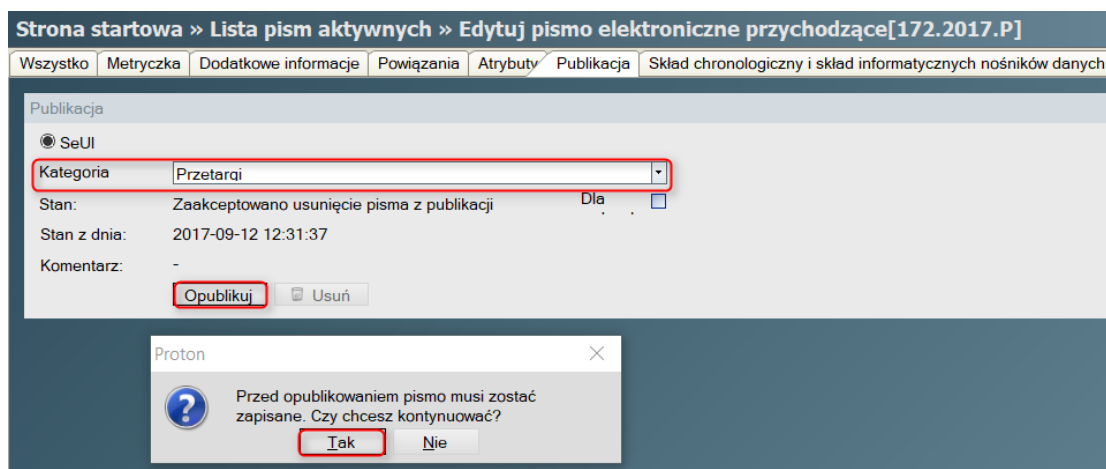 Strona startowa » Lista pism aktywnych » Edytuj pismo elektroniczne przychodzące[172.2017.P]
Wszystko Metryczka Dodatkowe informacje Powiązania Atrybuty Publikacja Skład chronologiczny i skład informatycznych nośników danych
Publikacja
SeUI
Kategoria Przetargi
Stan: Zaakceptowano usunięcie pisma z publikacji Dla
Stan z dnia: 2017-09-12 12:31:37
Komentarz: -
Opublikuj Usuń
Proton
Przed opublikowaniem pismo musi zostać
zapisane. Czy chcesz kontynuować?
Tak Nie